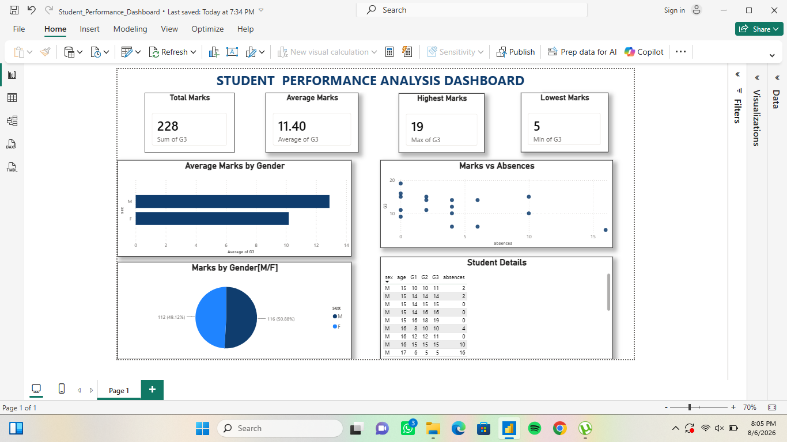 Student_Performance_Dashboard • Last saved: Today at 7:34 PM
Search
Sign in
File Home Insert Modeling View Optimize Help
Share
Refresh
New visual calculation
Sensitivity
Publish
Prep data for AI
Copilot
STUDENT PERFORMANCE ANALYSIS DASHBOARD
Total Marks
228
Sum of G3
Average Marks
11.40
Average of G3
Highest Marks
19
Max of G3
Lowest Marks
5
Min of G3
Average Marks by Gender
sex
M
F
0 2 4 6 8 10 12 14
Average of G3
Marks vs Absences
G3
20
10
0 5 10 15
absences
Marks by Gender[M/F]
112 (49.12%)
116 (50.88%)
sex
M
F
Student Details
sex age G1 G2 G3 absences
M 15 10 10 11 2
M 15 14 14 14 2
M 15 14 15 15 0
M 15 14 16 16 0
M 15 16 18 19 0
M 16 8 10 10 4
M 16 12 12 11 0
M 16 15 15 15 10
M 17 6 5 5 16
Filters
Visualizations
Data
Page 1
Page 1 of 1
70%
Search
3
8:05 PM
8/6/2026